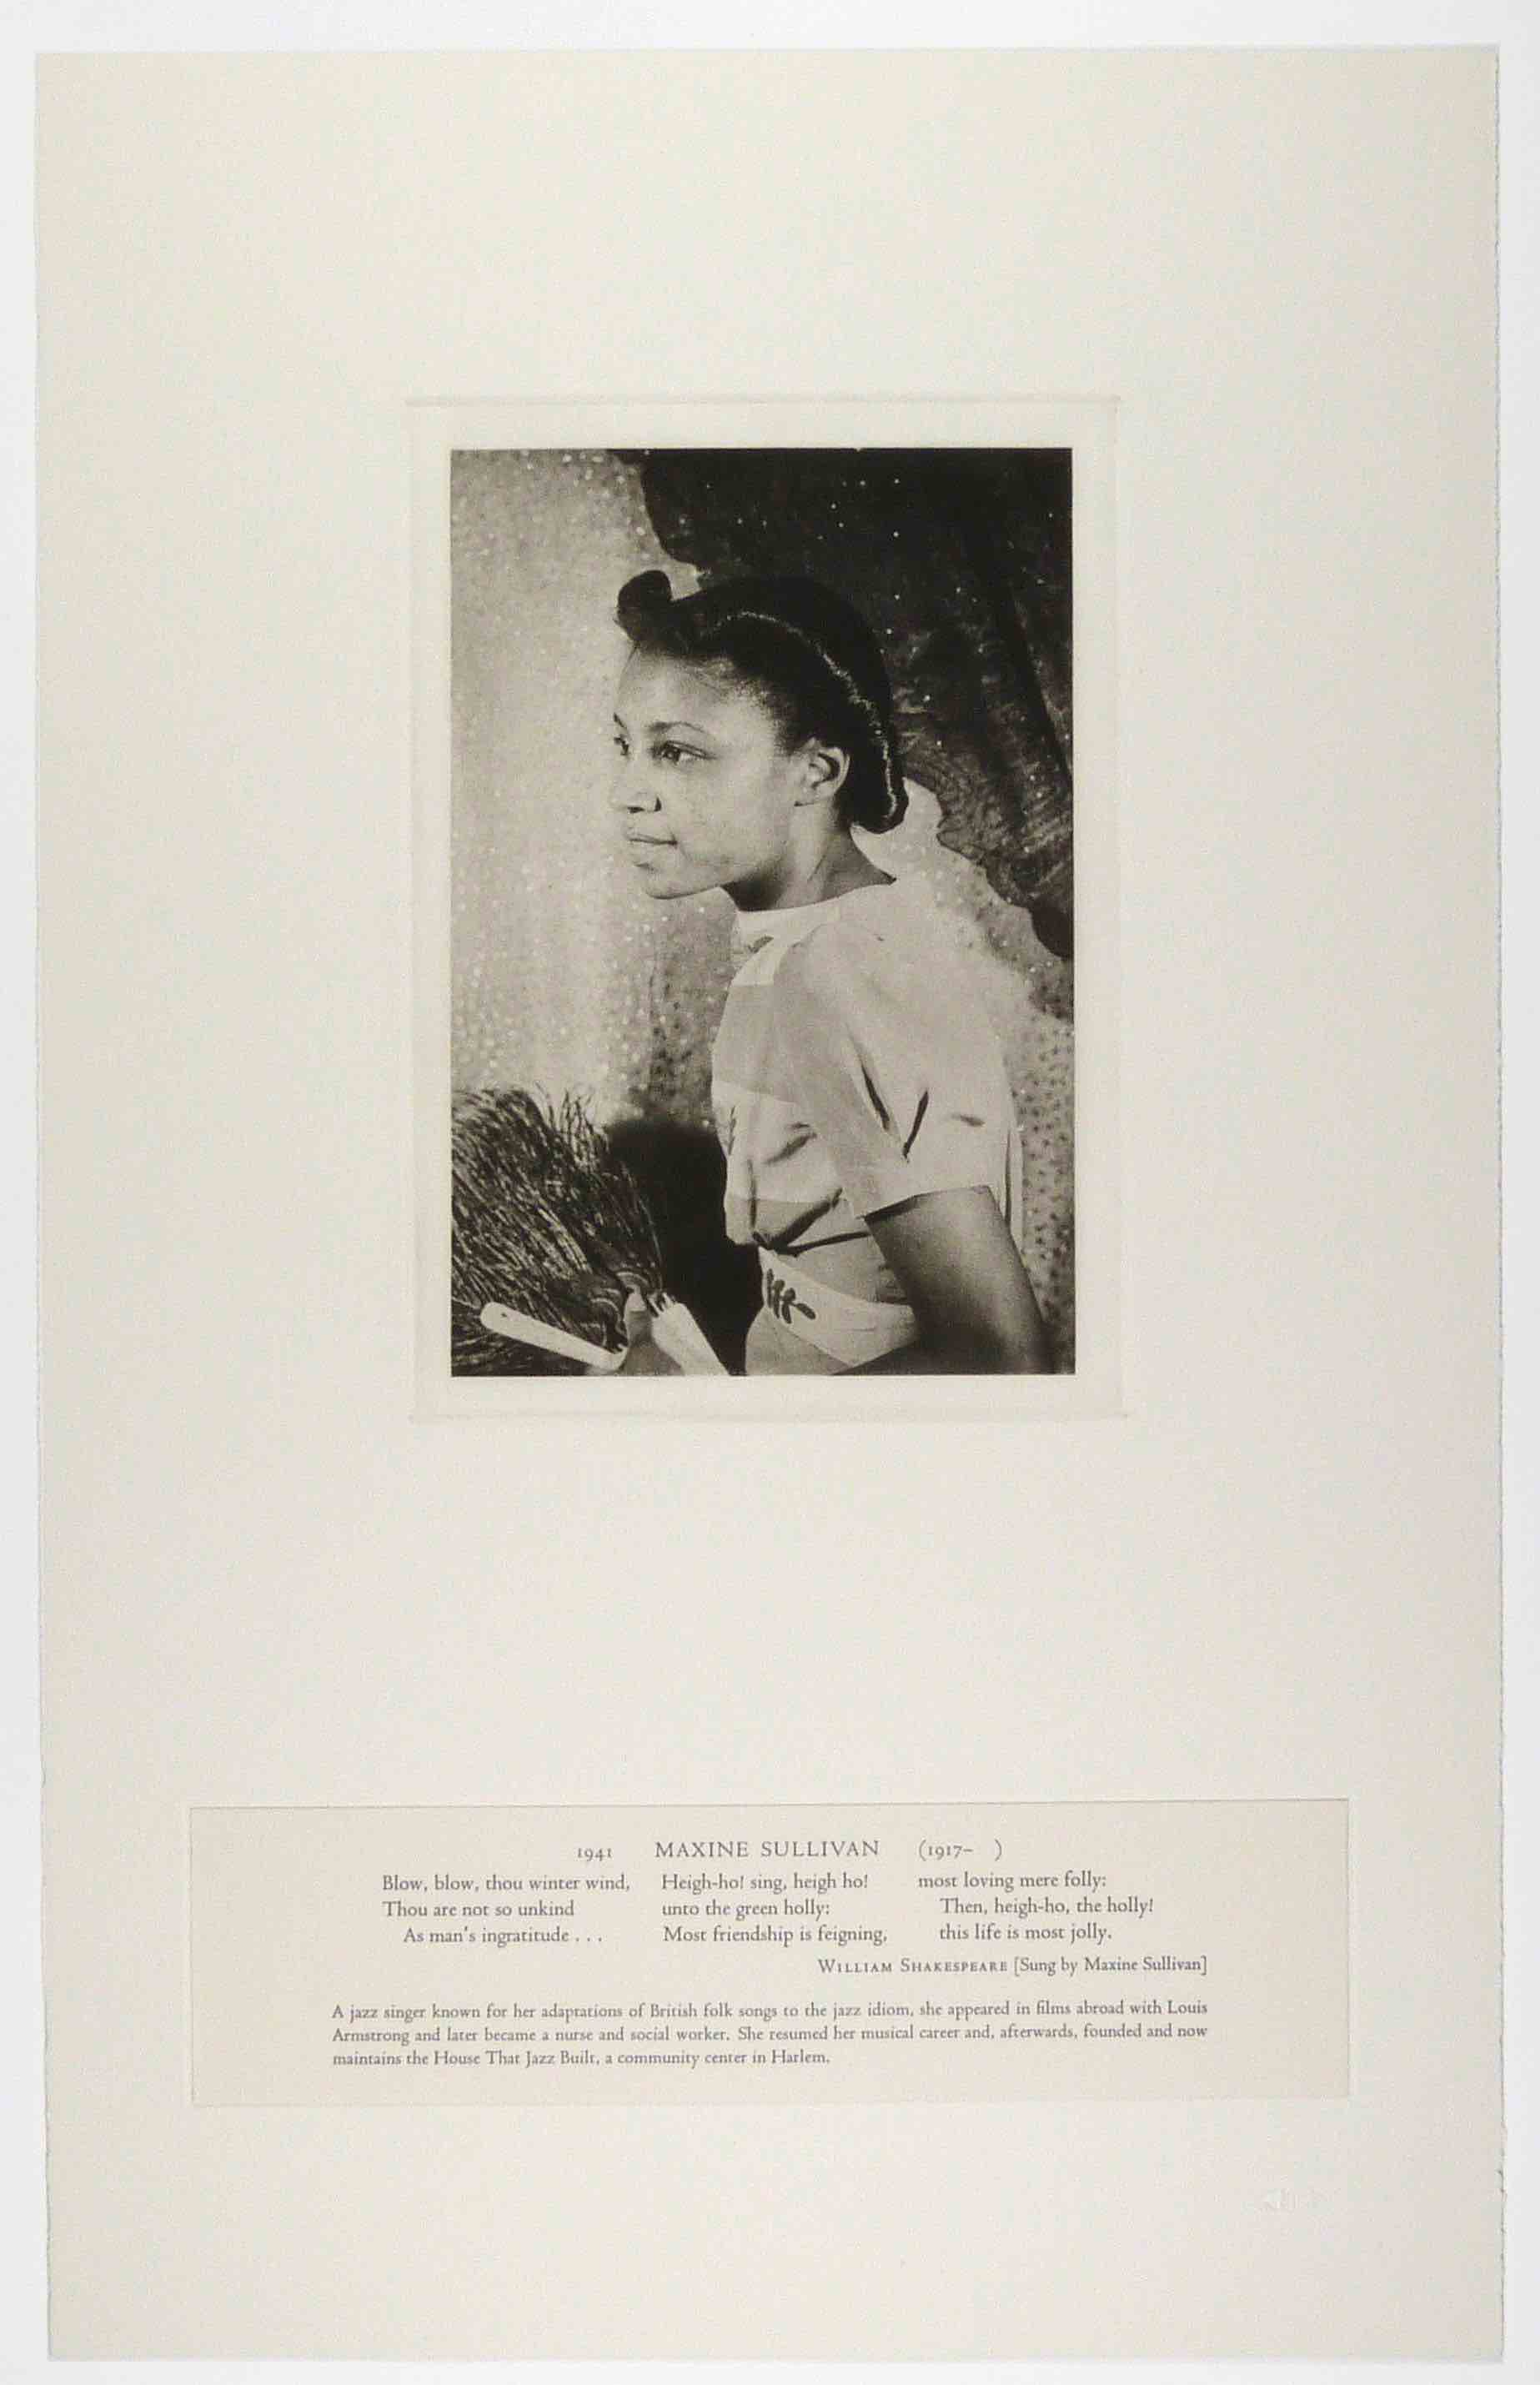 1941 MAXINE SULLIVAN (1917– )
Blow, blow, thou winter wind,
Thou are not so unkind
As man's ingratitude . . .
Heigh-ho! sing, heigh ho!
unto the green holly:
Most friendship is feigning,
most loving mere folly:
Then, heigh-ho, the holly!
this life is most jolly.
WILLIAM SHAKESPEARE [Sung by Maxine Sullivan]
A jazz singer known for her adaptations of British folk songs to the jazz idiom, she appeared in films abroad with Louis
Armstrong and later became a nurse and social worker. She resumed her musical career and, afterwards, founded and now
maintains the House That Jazz Built, a community center in Harlem.